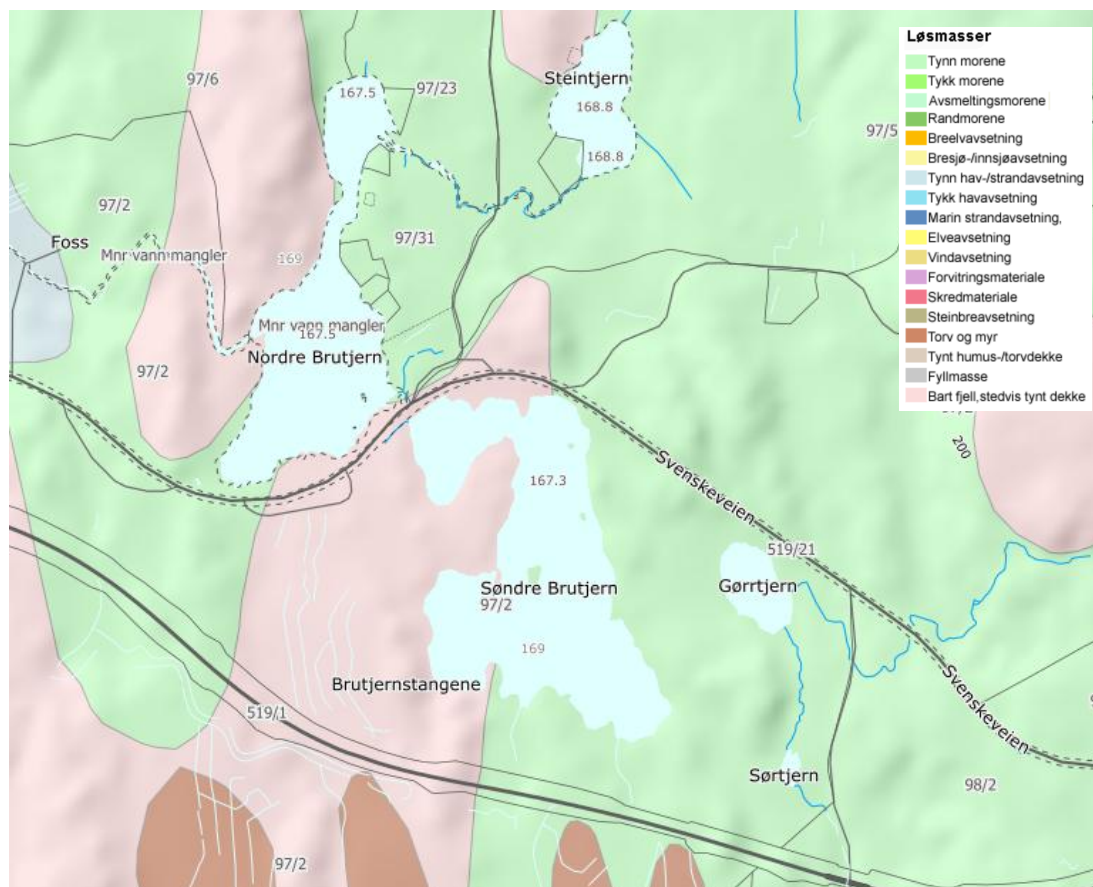 Løsmasser
Tynn morene
Tykk morene
Avsmeltingsmorene
Randmorene
Breelvavsetning
Bresjø-/innsjøavsetning
Tynn hav-/strandavsetning
Tykk havavsetning
Marin strandavsetning,
Elveavsetning
Vindavsetning
Forvitringsmateriale
Skredmateriale
Steinbreavsetning
Torv og myr
Tynt humus-/torvdekke
Fyllmasse
Bart fjell,stedvis tynt dekke
97/6
167.5
97/23
Steintjern
168.8
97/5
168.8
97/2
Foss
97/31
Mnr vann mangler
169
Mnr vann mangler
167.5
Nordre Brutjern
97/2
200
Svenskeveien
167.3
519/21
Søndre Brutjern
Gørrtjern
97/2
169
Brutjernstangene
Svenskeveien
519/1
Sørtjern
98/2
97/2